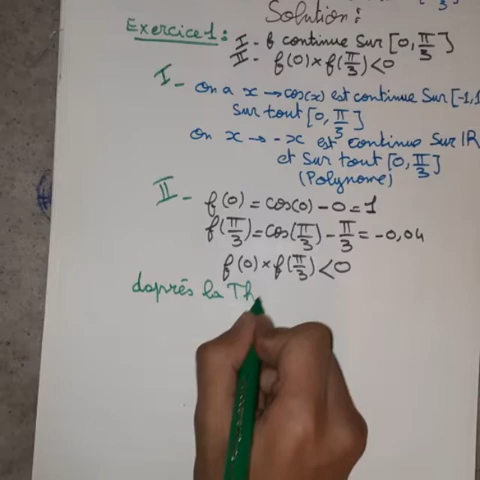 Solution:
Exercice 1: I - f continue sur [0, π/3]
II - f(0) × f(π/3) < 0
I - on a x → cos(x) est continue sur [-1,1
sur tout [0, π/3]
on x → -x est continue sur IR
et sur tout [0, π/3]
(Polynome)
II - f(0) = cos(0) - 0 = 1
f(π/3) = cos(π/3) - π/3 = -0,04
f(0) × f(π/3) < 0
daprés la Th